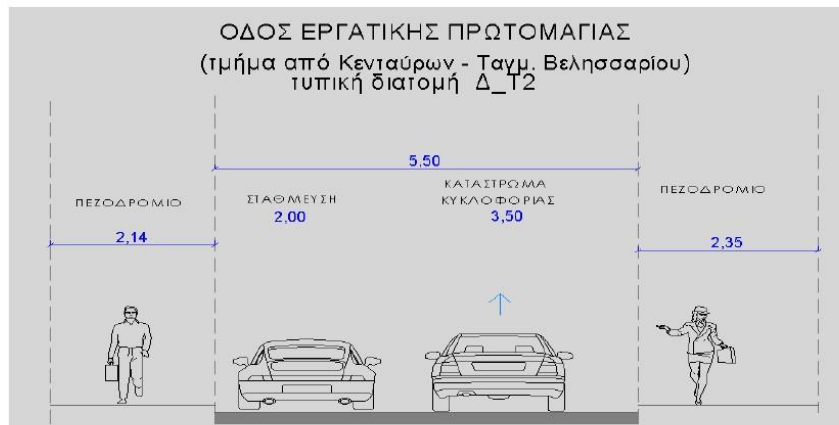 ΟΔΟΣ ΕΡΓΑΤΙΚΗΣ ΠΡΩΤΟΜΑΓΙΑΣ
(τμήμα από Κενταύρων - Ταγμ. Βελησσαρίου)
τυπική διατομή Δ_Τ2
5,50
ΠΕΖΟΔΡΟΜΙΟ
2,14
ΣΤΑΘΜΕΥΣΗ
2,00
ΚΑΤΑΣΤΡΩΜΑ
ΚΥΚΛΟΦΟΡΙΑΣ
3,50
ΠΕΖΟΔΡΟΜΙΟ
2,35